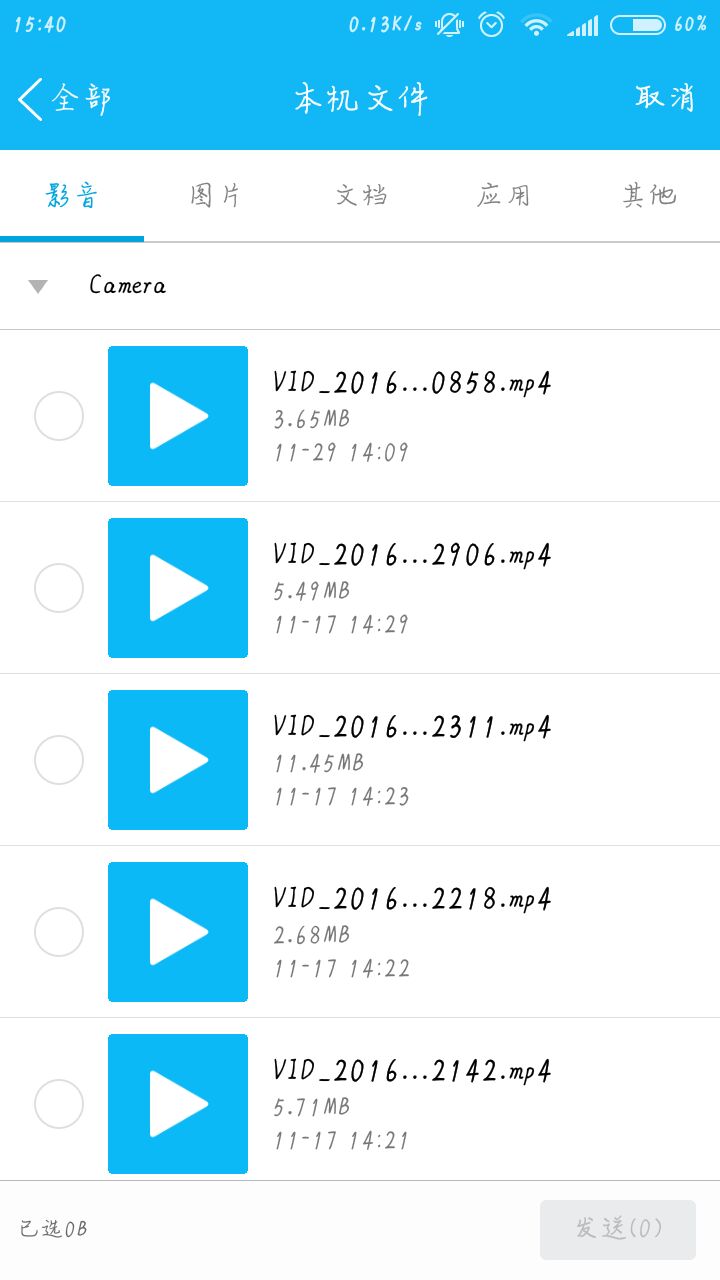 15:40 0.13K/s 60%
全部 本机文件 取消
影音 图片 文档 应用 其他
Camera
VID_2016...0858.mp4
3.65MB
11-29 14:09
VID_2016...2906.mp4
5.49MB
11-17 14:29
VID_2016...2311.mp4
11.45MB
11-17 14:23
VID_2016...2218.mp4
2.68MB
11-17 14:22
VID_2016...2142.mp4
5.71MB
11-17 14:21
已选0B 发送(0)